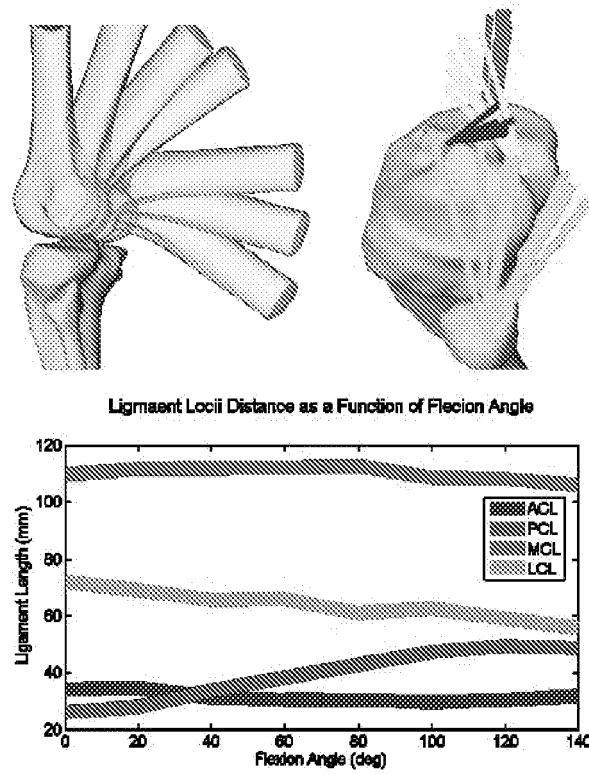 Ligmaent Locii Distance as a Function of Flecion Angle
120
100
80
60
40
20
Ligament Length (mm)
ACL
PCL
MCL
LCL
0 20 40 60 80 100 120 140
Flexion Angle (deg)